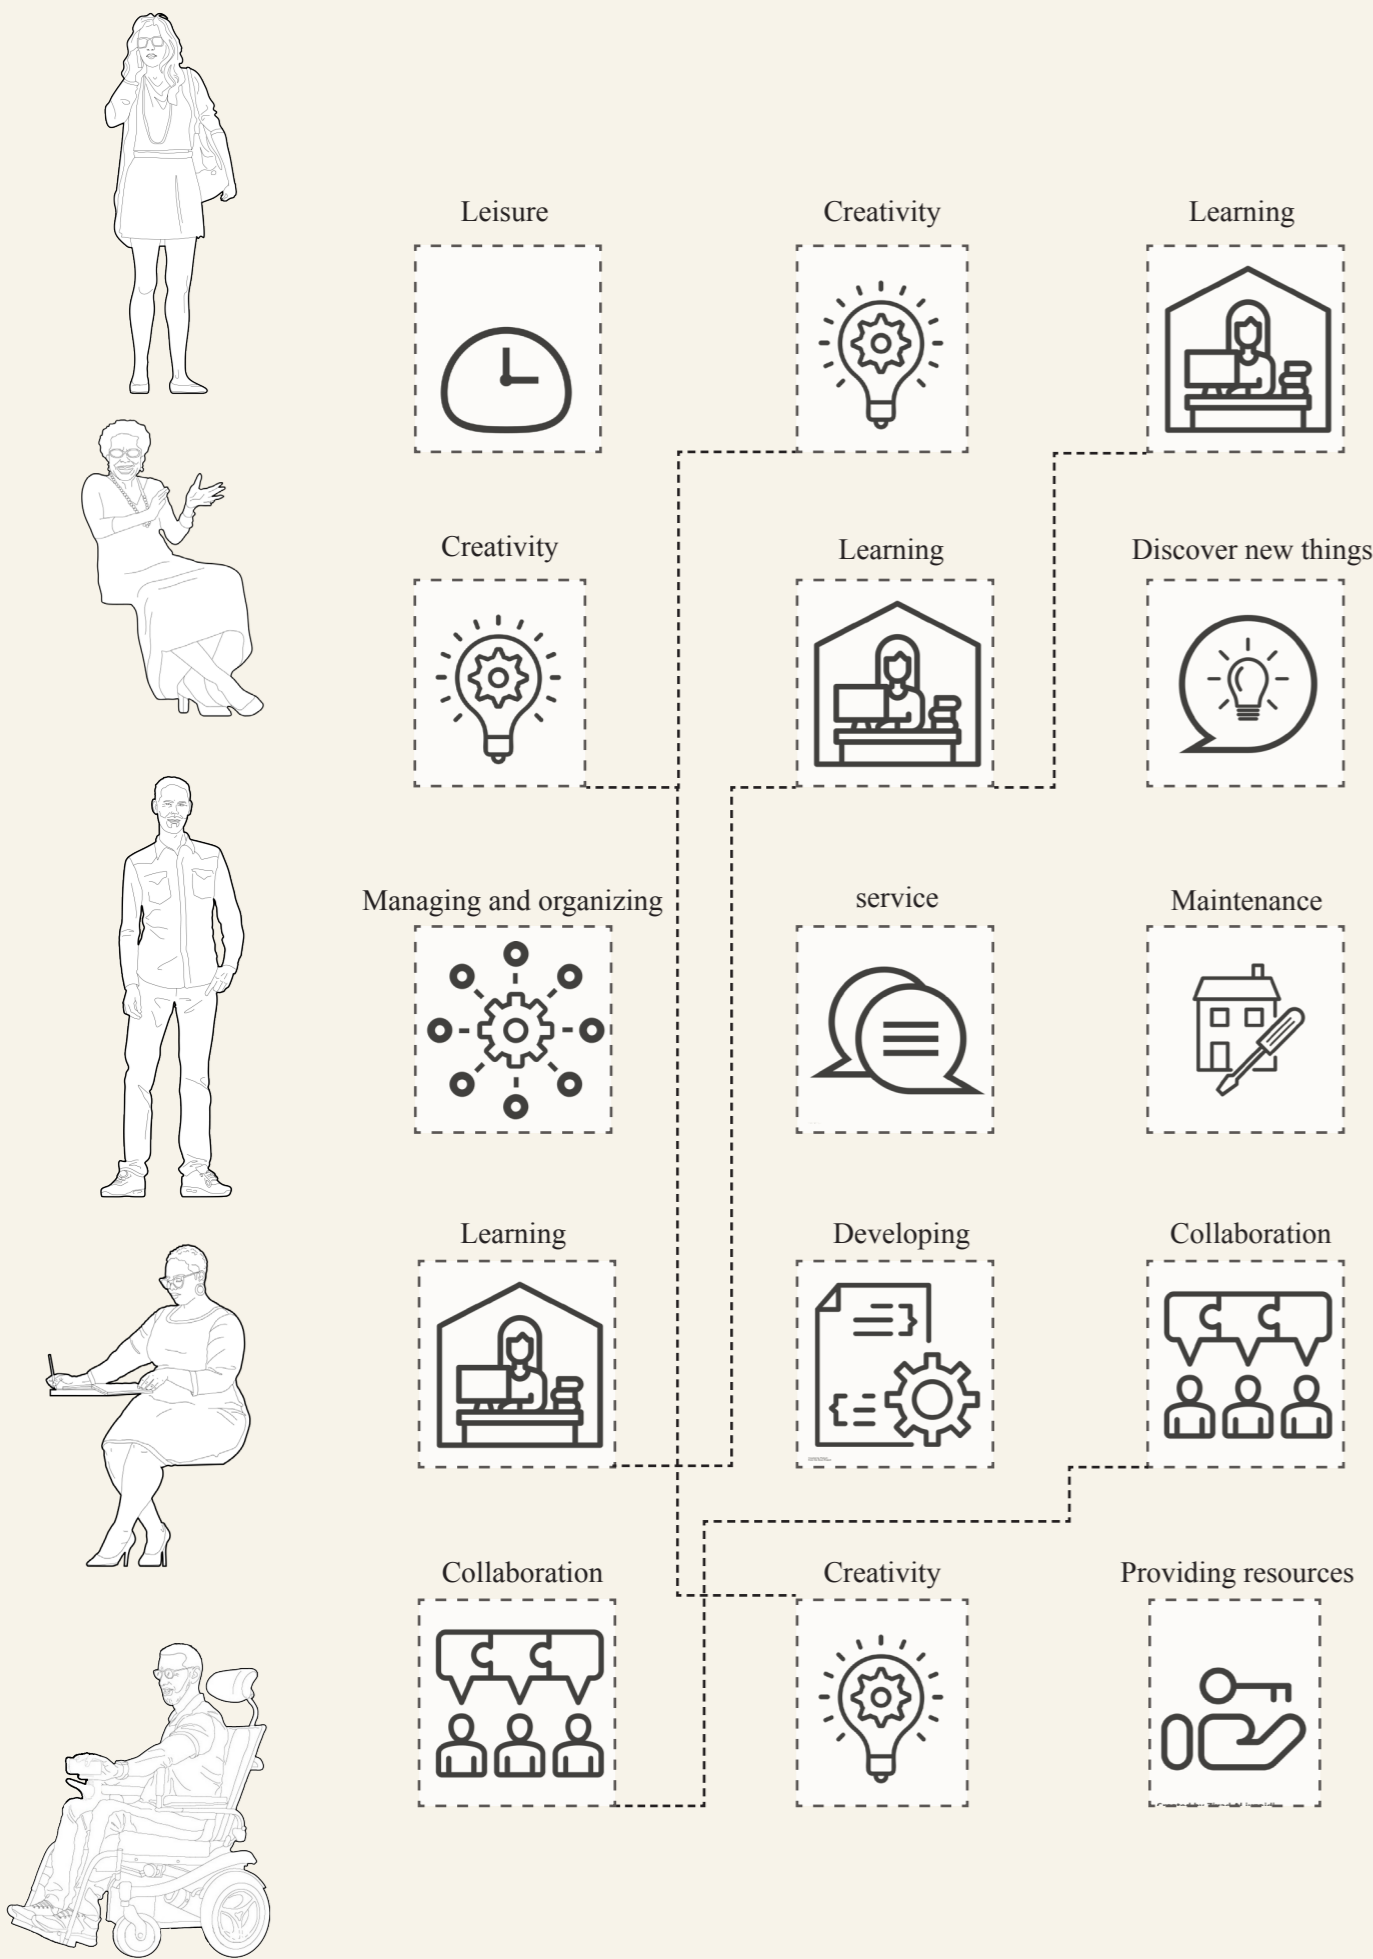 Leisure
Creativity
Learning
Creativity
Learning
Discover new things
Managing and organizing
service
Maintenance
Learning
Developing
Collaboration
Collaboration
Creativity
Providing resources